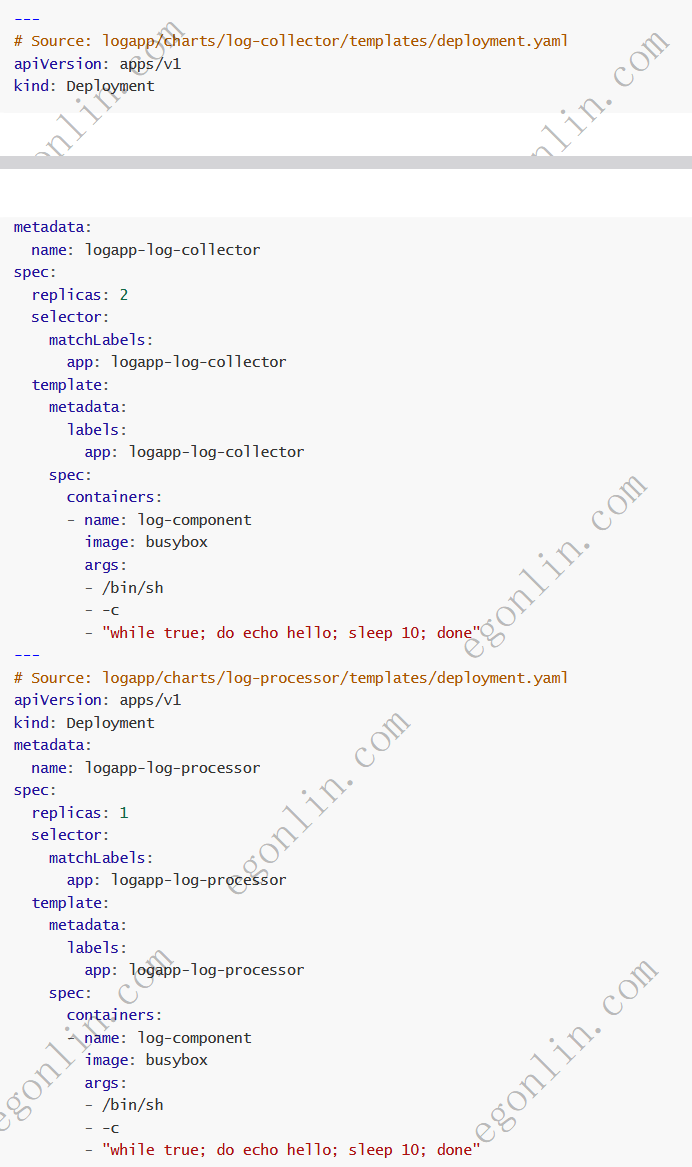 ---
# Source: logapp/charts/log-collector/templates/deployment.yaml
apiVersion: apps/v1
kind: Deployment
metadata:
  name: logapp-log-collector
spec:
  replicas: 2
  selector:
    matchLabels:
      app: logapp-log-collector
  template:
    metadata:
      labels:
        app: logapp-log-collector
    spec:
      containers:
      - name: log-component
        image: busybox
        args:
        - /bin/sh
        - -c
        - "while true; do echo hello; sleep 10; done"
---
# Source: logapp/charts/log-processor/templates/deployment.yaml
apiVersion: apps/v1
kind: Deployment
metadata:
  name: logapp-log-processor
spec:
  replicas: 1
  selector:
    matchLabels:
      app: logapp-log-processor
  template:
    metadata:
      labels:
        app: logapp-log-processor
    spec:
      containers:
      - name: log-component
        image: busybox
        args:
        - /bin/sh
        - -c
        - "while true; do echo hello; sleep 10; done"
onlin.com
nlin.com
egonlin.com
egonlin.com
egonlin.com
egonlin.com